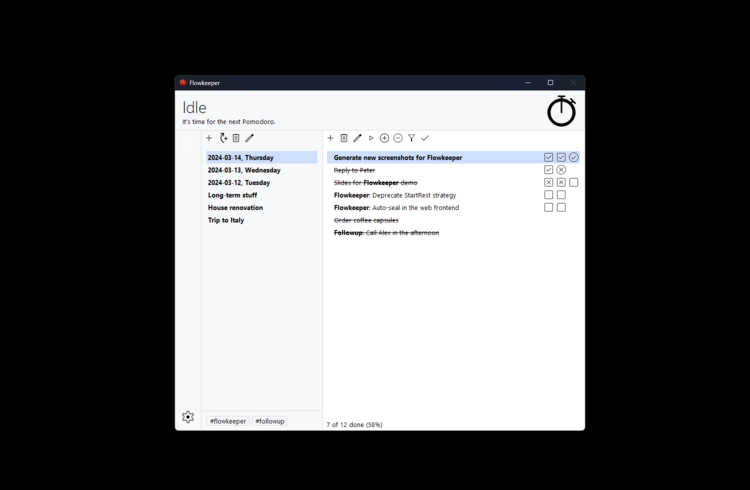 Flowkeeper
Idle
It's time for the next Pomodoro.
2024-03-14, Thursday
2024-03-13, Wednesday
2024-03-12, Tuesday
Long-term stuff
House renovation
Trip to Italy
Generate new screenshots for Flowkeeper
Reply to Peter
Slides for Flowkeeper demo
Flowkeeper: Deprecate StartRest strategy
Flowkeeper: Auto-seal in the web frontend
Order coffee capsules
Followup: Call Alex in the afternoon
#flowkeeper #followup
7 of 12 done (58%)